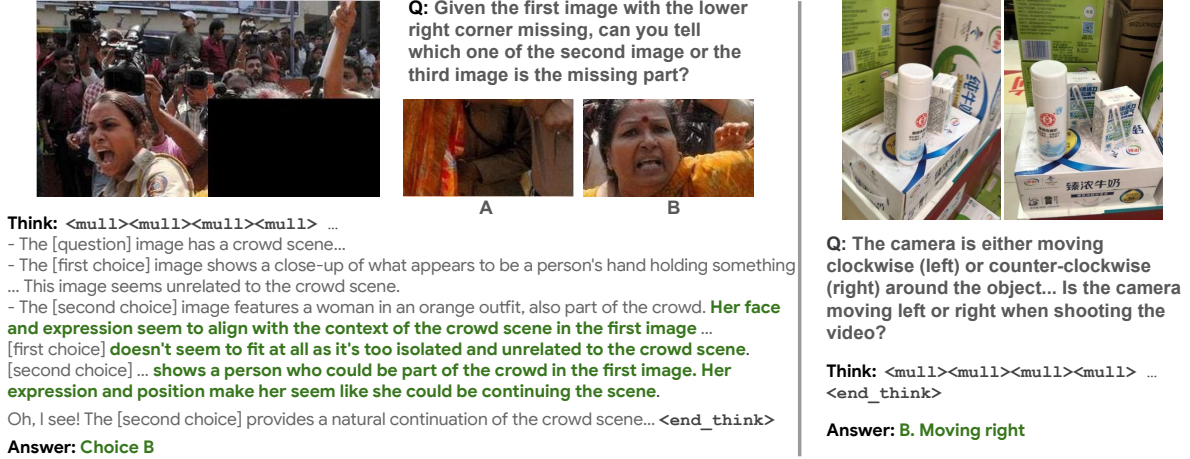 Q: Given the first image with the lower
right corner missing, can you tell
which one of the second image or the
third image is the missing part?
A
B
Think: <mull><mull><mull><mull> …
- The [question] image has a crowd scene...
- The [first choice] image shows a close-up of what appears to be a person's hand holding something
... This image seems unrelated to the crowd scene.
- The [second choice] image features a woman in an orange outfit, also part of the crowd. Her face
and expression seem to align with the context of the crowd scene in the first image ...
[first choice] doesn't seem to fit at all as it's too isolated and unrelated to the crowd scene.
[second choice] ... shows a person who could be part of the crowd in the first image. Her
expression and position make her seem like she could be continuing the scene.
Oh, I see! The [second choice] provides a natural continuation of the crowd scene... <end_think>
Answer: Choice B
纯牛奶
臻浓牛奶
Q: The camera is either moving
clockwise (left) or counter-clockwise
(right) around the object... Is the camera
moving left or right when shooting the
video?
Think: <mull><mull><mull><mull> …
<end_think>
Answer: B. Moving right